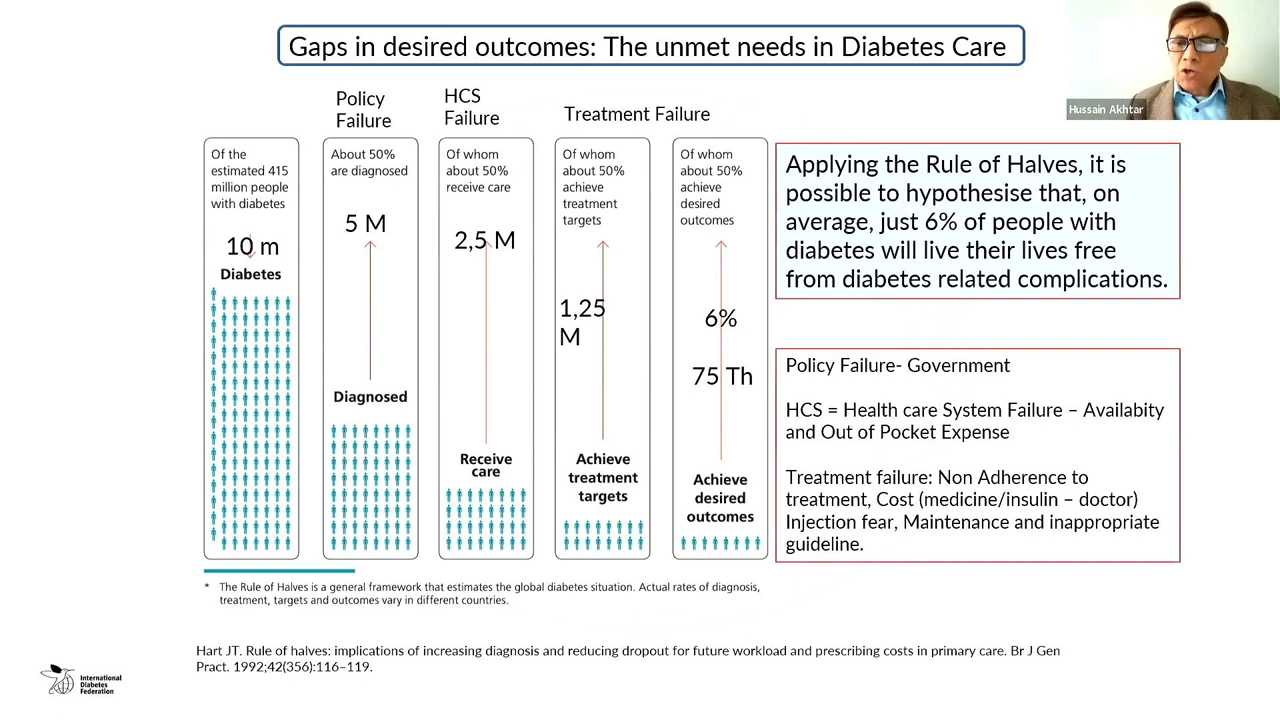 Gaps in desired outcomes: The unmet needs in Diabetes Care
Hussain Akhtar
Policy
Failure
HCS
Failure
Treatment Failure
Of the
estimated 415
million people
with diabetes
10 m
Diabetes
About 50%
are diagnosed
5 M
Diagnosed
Of whom
about 50%
receive care
2,5 M
Receive
care
Of whom
about 50%
achieve
treatment
targets
1,25
M
Achieve
treatment
targets
Of whom
about 50%
achieve
desired
outcomes
6%
75 Th
Achieve
desired
outcomes
Applying the Rule of Halves, it is
possible to hypothesise that, on
average, just 6% of people with
diabetes will live their lives free
from diabetes related complications.
Policy Failure- Government
HCS = Health care System Failure – Availabity
and Out of Pocket Expense
Treatment failure: Non Adherence to
treatment, Cost (medicine/insulin – doctor)
Injection fear, Maintenance and inappropriate
guideline.
* The Rule of Halves is a general framework that estimates the global diabetes situation. Actual rates of diagnosis,
treatment, targets and outcomes vary in different countries.
Hart JT. Rule of halves: implications of increasing diagnosis and reducing dropout for future workload and prescribing costs in primary care. Br J Gen
Pract. 1992;42(356):116–119.
International
Diabetes
Federation